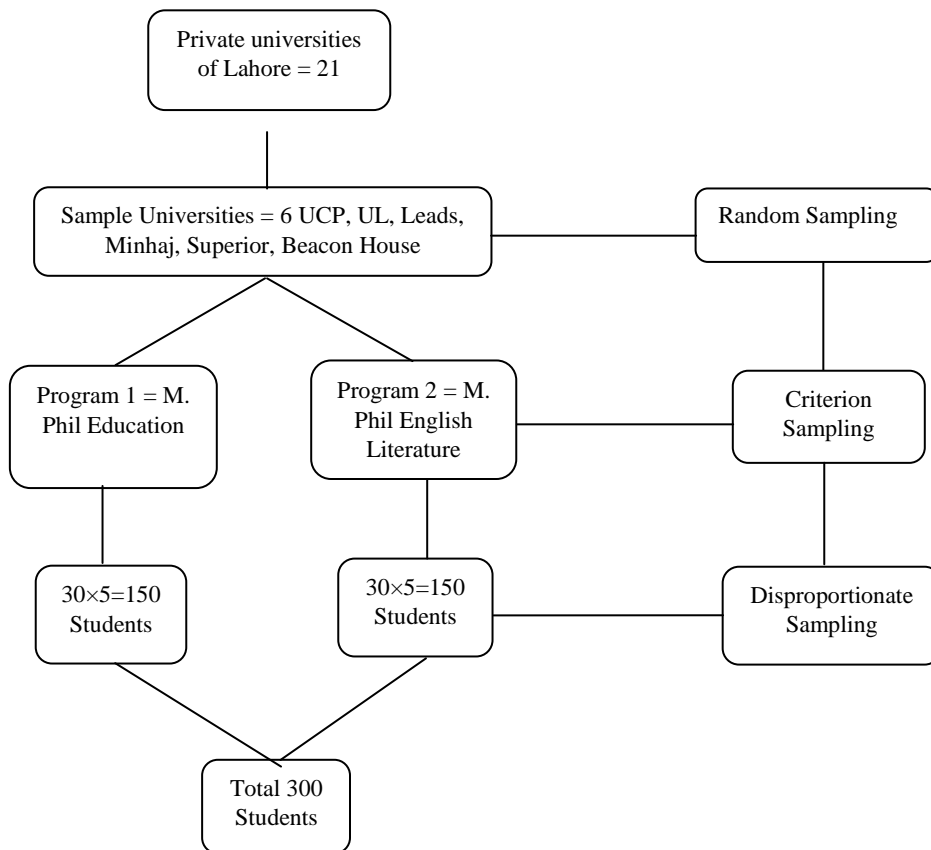 Private universities
of Lahore = 21
Sample Universities = 6 UCP, UL, Leads,
Minhaj, Superior, Beacon House
Random Sampling
Program 1 = M.
Phil Education
Program 2 = M.
Phil English
Literature
Criterion
Sampling
30×5=150
Students
30×5=150
Students
Disproportionate
Sampling
Total 300
Students